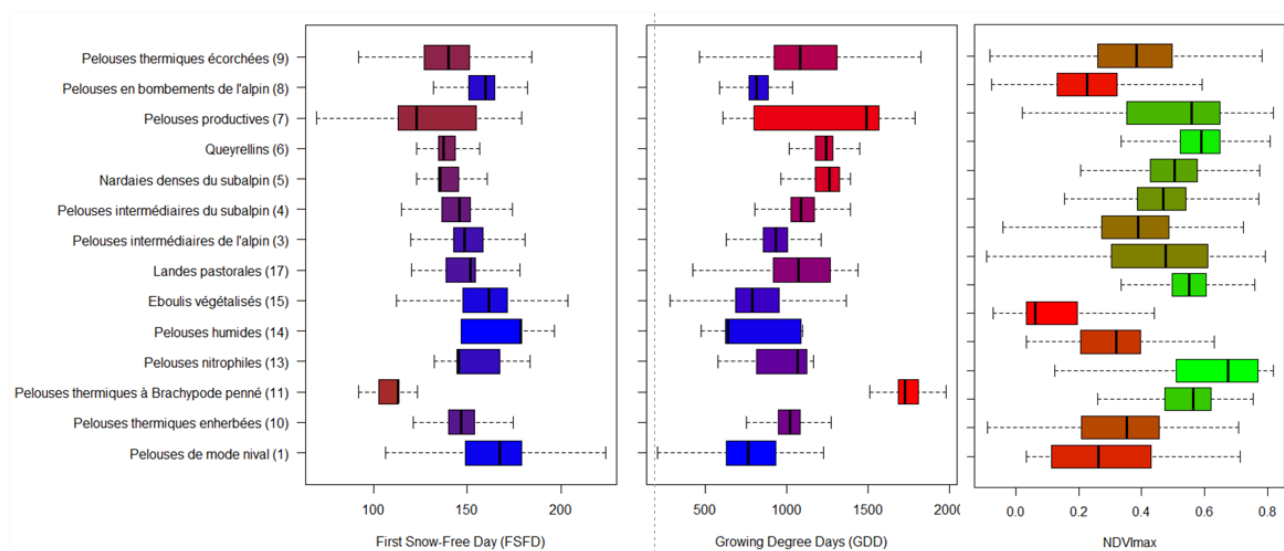 Pelouses thermiques écorchées (9)
Pelouses en bombements de l'alpin (8)
Pelouses productives (7)
Queyrellins (6)
Nardaies denses du subalpin (5)
Pelouses intermédiaires du subalpin (4)
Pelouses intermédiaires de l'alpin (3)
Landes pastorales (17)
Eboulis végétalisés (15)
Pelouses humides (14)
Pelouses nitrophiles (13)
Pelouses thermiques à Brachypode penné (11)
Pelouses thermiques enherbées (10)
Pelouses de mode nival (1)
100 150 200
First Snow-Free Day (FSFD)
500 1000 1500 2000
Growing Degree Days (GDD)
0.0 0.2 0.4 0.6 0.8
NDVImax